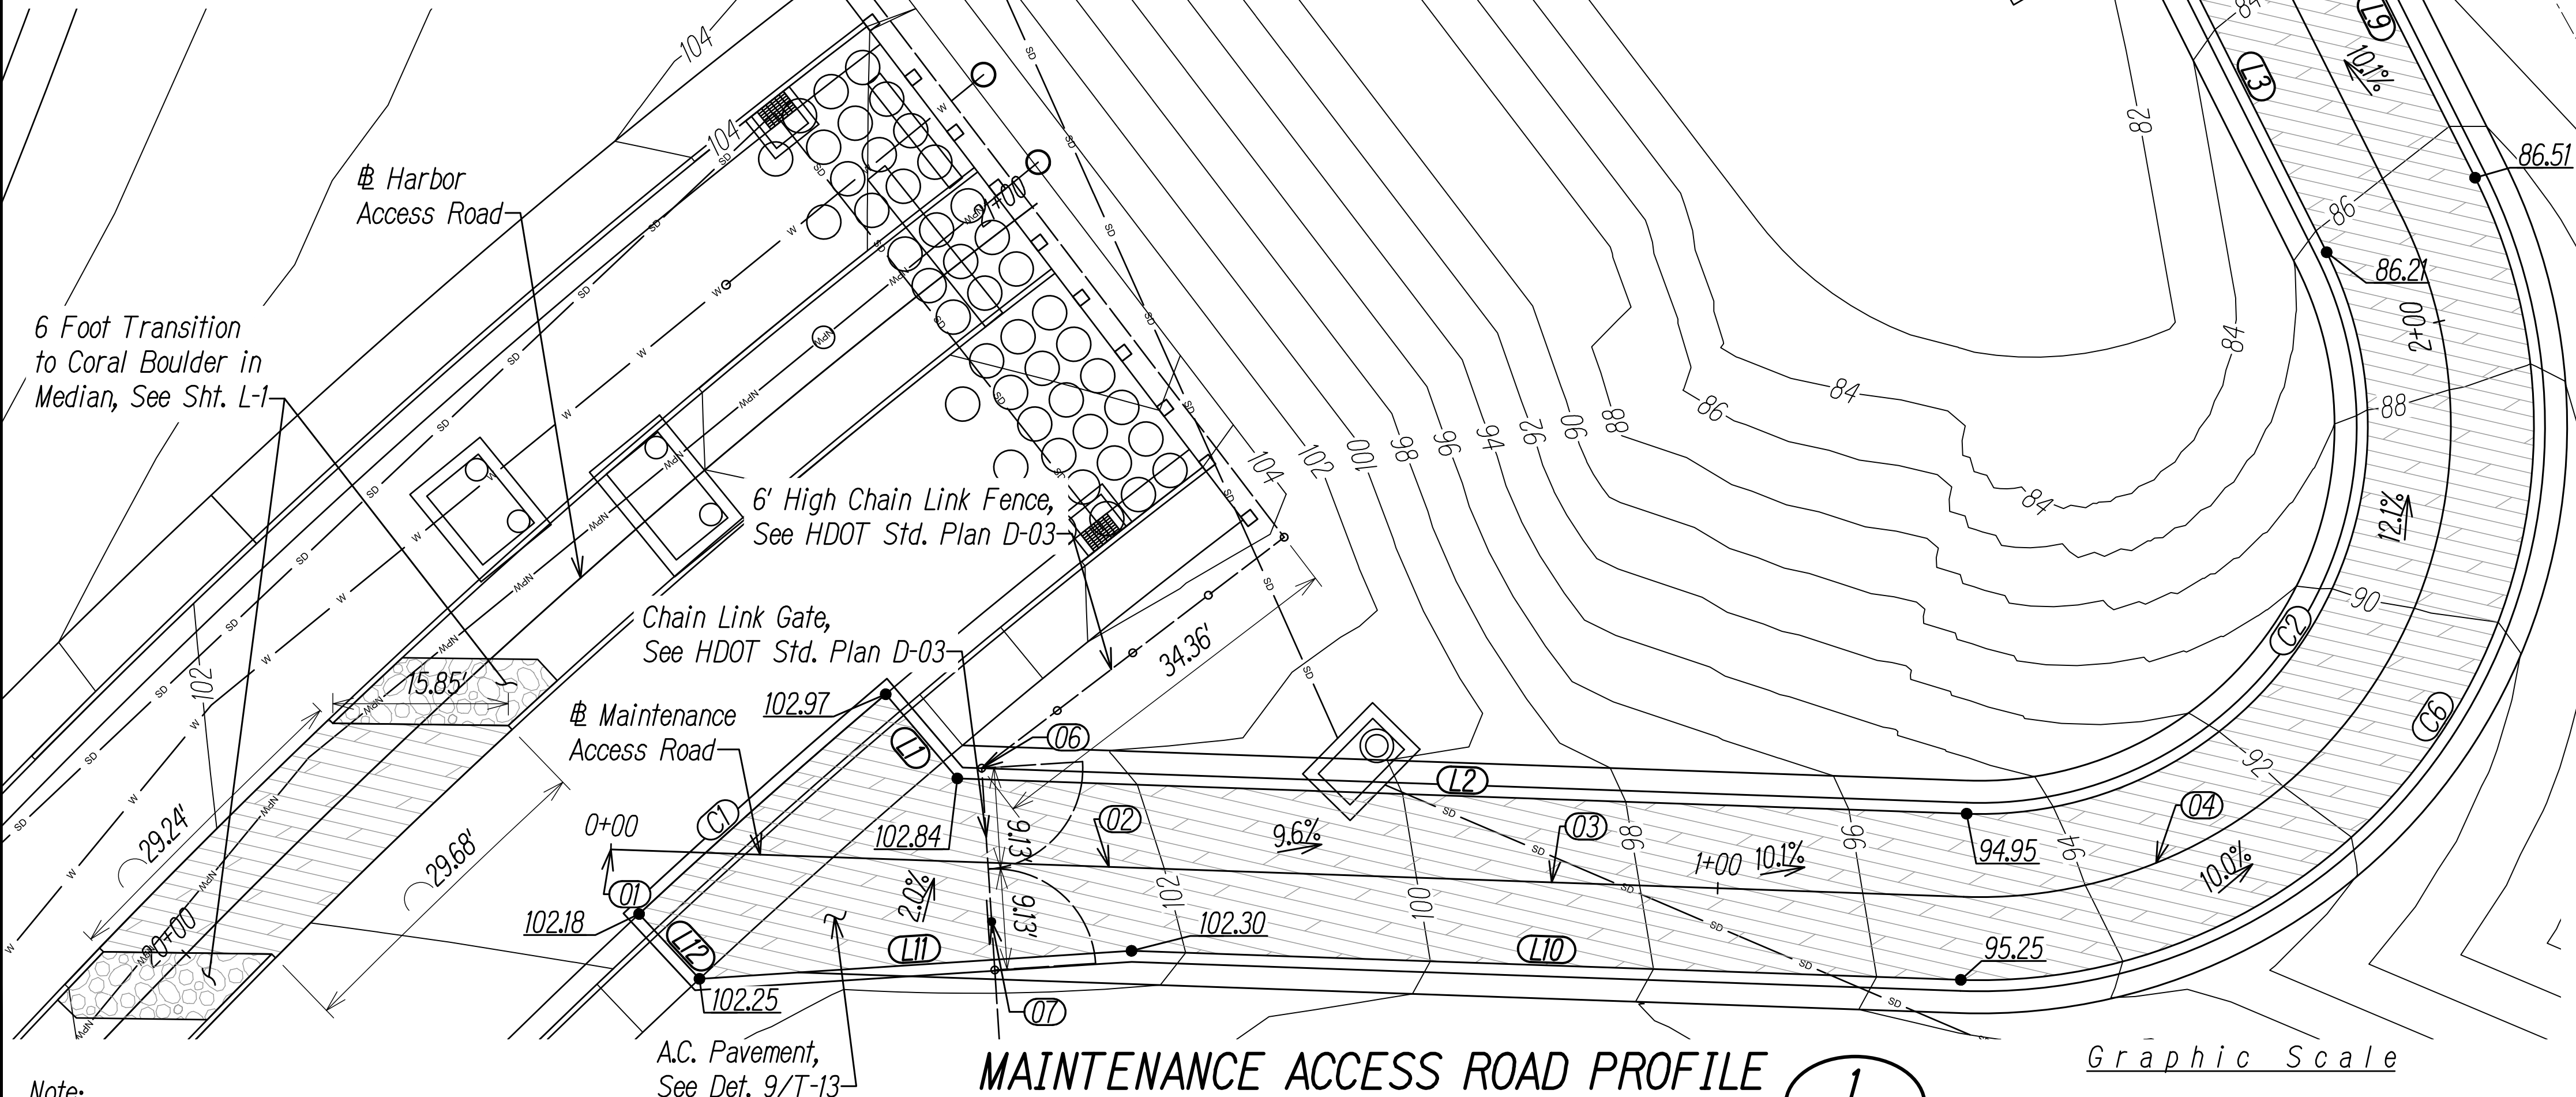 104
104
82
84
L9
10.1%
L3
86.51
86
86.21
2+00
℄ Harbor
Access Road
21+00
6 Foot Transition
to Coral Boulder in
Median, See Sht. L-1
6' High Chain Link Fence,
See HDOT Std. Plan D-03
104
102
100
98
96
94
92
90
88
86
84
84
84
88
12.1%
90
C2
C6
92
Chain Link Gate,
See HDOT Std. Plan D-03
34.36'
102
15.85'
℄ Maintenance
Access Road
102.97
L1
06
L2
C1
0+00
102.84
9.13'
02
9.6%
03
98
1+00
10.1%
96
94.95
94
04
10.0%
29.24'
29.68'
01
102.18
2.0%
9.13'
102
100
L12
L11
102.30
L10
95.25
20+00
102.25
07
A.C. Pavement,
See Det. 9/T-13
MAINTENANCE ACCESS ROAD PROFILE
1
Graphic Scale
Note:
SD
W
NPW